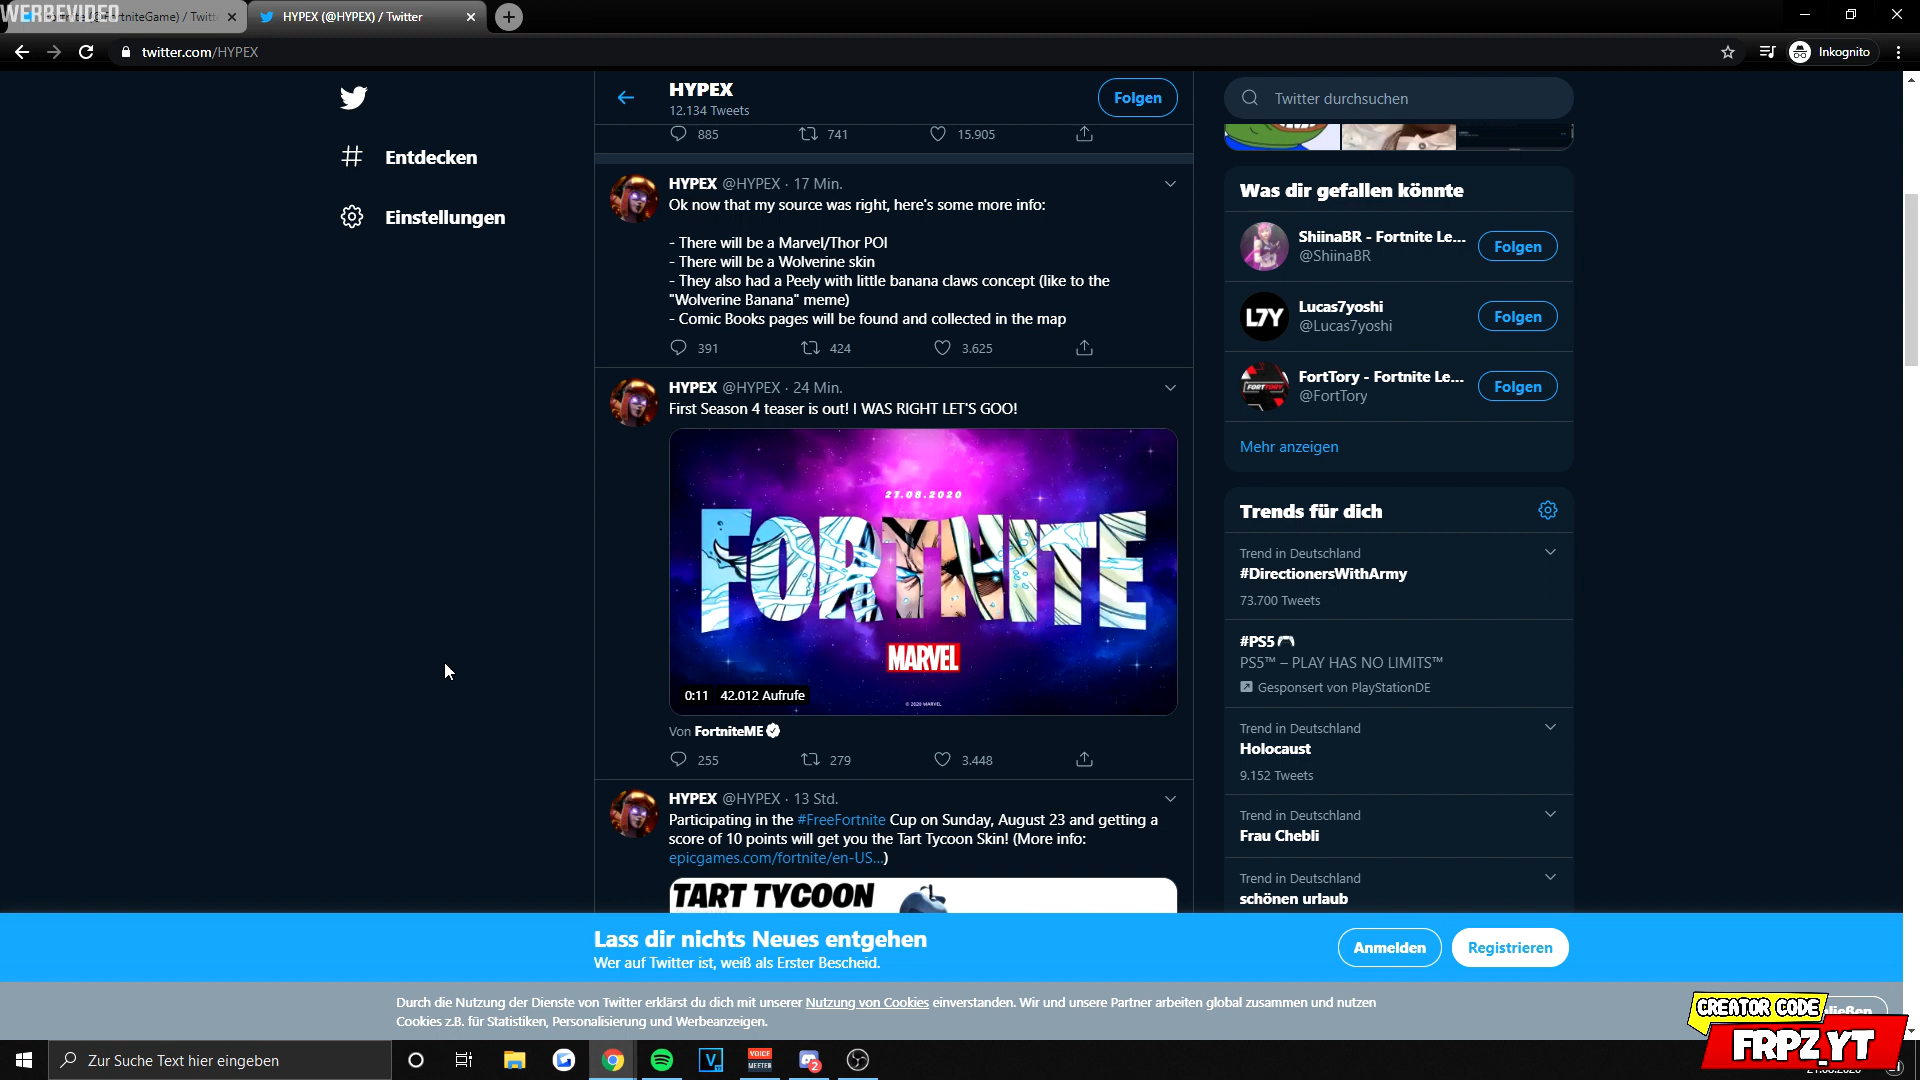 WERBEVIDEO
HYPEX (@HYPEX) / Twitter
twitter.com/HYPEX
Inkognito
Entdecken
Einstellungen
HYPEX
12.134 Tweets
Folgen
885 741 15.905
HYPEX @HYPEX · 17 Min.
Ok now that my source was right, here's some more info:
- There will be a Marvel/Thor POI
- There will be a Wolverine skin
- They also had a Peely with little banana claws concept (like to the
"Wolverine Banana" meme)
- Comic Books pages will be found and collected in the map
391 424 3.625
HYPEX @HYPEX · 24 Min.
First Season 4 teaser is out! I WAS RIGHT LET'S GOO!
27.08.2020
FORTNITE
MARVEL
0:11 42.012 Aufrufe
© 2020 MARVEL
Von FortniteME
255 279 3.448
HYPEX @HYPEX · 13 Std.
Participating in the #FreeFortnite Cup on Sunday, August 23 and getting a
score of 10 points will get you the Tart Tycoon Skin! (More info:
epicgames.com/fortnite/en-US...)
TART TYCOON
Twitter durchsuchen
Was dir gefallen könnte
ShiinaBR - Fortnite Le...
@ShiinaBR
Folgen
L7Y
Lucas7yoshi
@Lucas7yoshi
Folgen
FORTTORY
FortTory - Fortnite Le...
@FortTory
Folgen
Mehr anzeigen
Trends für dich
Trend in Deutschland
#DirectionersWithArmy
73.700 Tweets
#PS5
PS5™ – PLAY HAS NO LIMITS™
Gesponsert von PlayStationDE
Trend in Deutschland
Holocaust
9.152 Tweets
Trend in Deutschland
Frau Chebli
Trend in Deutschland
schönen urlaub
Lass dir nichts Neues entgehen
Wer auf Twitter ist, weiß als Erster Bescheid.
Anmelden
Registrieren
Durch die Nutzung der Dienste von Twitter erklärst du dich mit unserer Nutzung von Cookies einverstanden. Wir und unsere Partner arbeiten global zusammen und nutzen
Cookies z.B. für Statistiken, Personalisierung und Werbeanzeigen.
CREATOR CODE
FRPZ_YT
Zur Suche Text hier eingeben
VOICE
MEETER
2